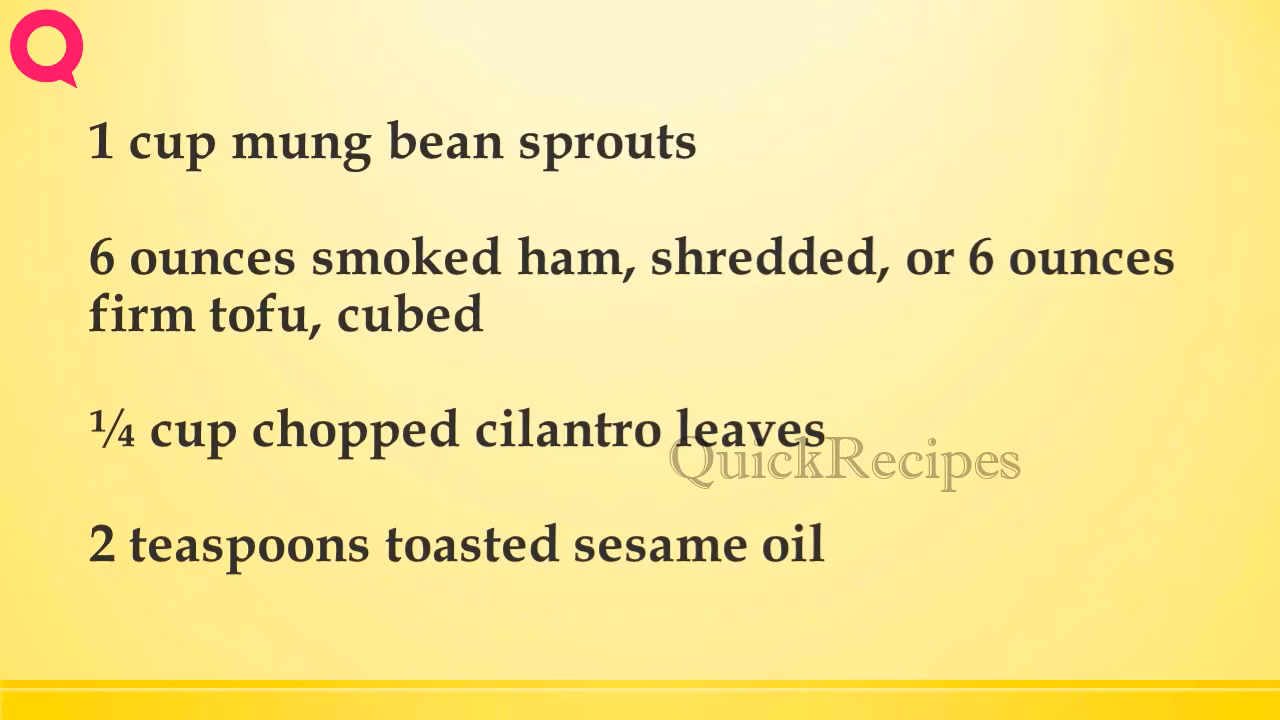 1 cup mung bean sprouts
6 ounces smoked ham, shredded, or 6 ounces
firm tofu, cubed
¼ cup chopped cilantro leaves
QuickRecipes
2 teaspoons toasted sesame oil